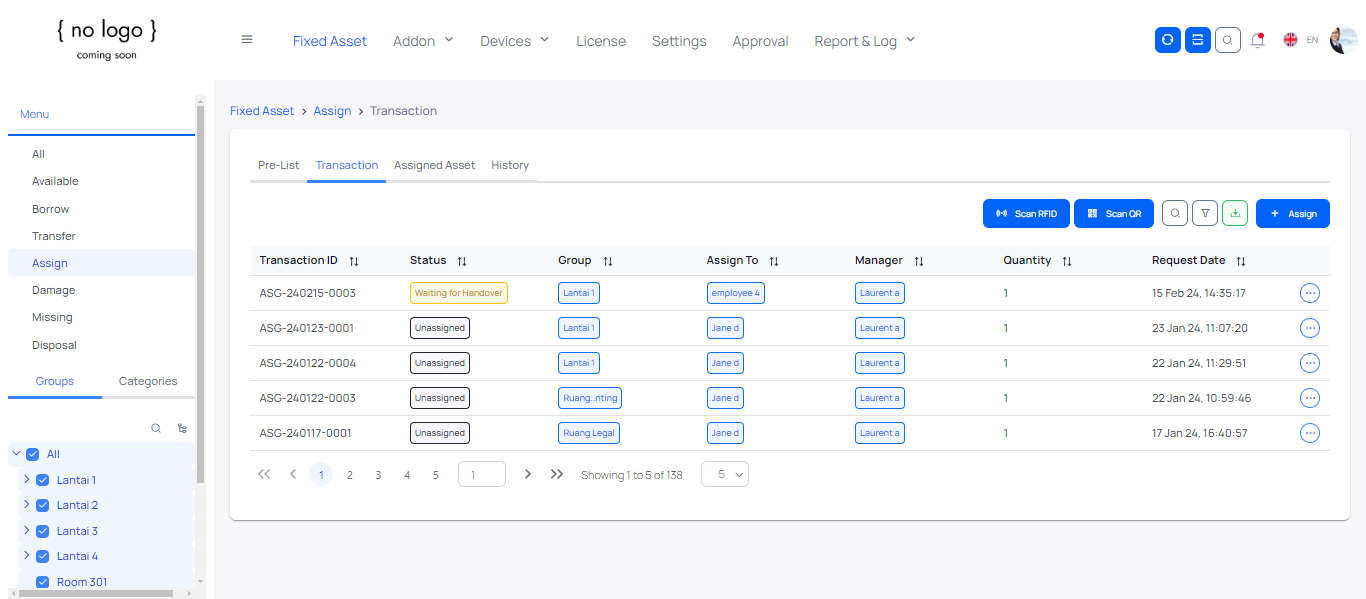 { no logo }
coming soon
Fixed Asset Addon Devices License Settings Approval Report & Log EN
Menu
All
Available
Borrow
Transfer
Assign
Damage
Missing
Disposal
Groups Categories
All
Lantai 1
Lantai 2
Lantai 3
Lantai 4
Room 301
Fixed Asset > Assign > Transaction
Pre-List Transaction Assigned Asset History
Scan RFID Scan QR + Assign
Transaction ID Status Group Assign To Manager Quantity Request Date
ASG-240215-0003 Waiting for Handover Lantai 1 employee 4 Laurent a 1 15 Feb 24, 14:35:17
ASG-240123-0001 Unassigned Lantai 1 Jane d Laurent a 1 23 Jan 24, 11:07:20
ASG-240122-0004 Unassigned Lantai 1 Jane d Laurent a 1 22 Jan 24, 11:29:51
ASG-240122-0003 Unassigned Ruang..nting Jane d Laurent a 1 22 Jan 24, 10:59:46
ASG-240117-0001 Unassigned Ruang Legal Jane d Laurent a 1 17 Jan 24, 16:40:57
1 2 3 4 5 1 Showing 1 to 5 of 138 5